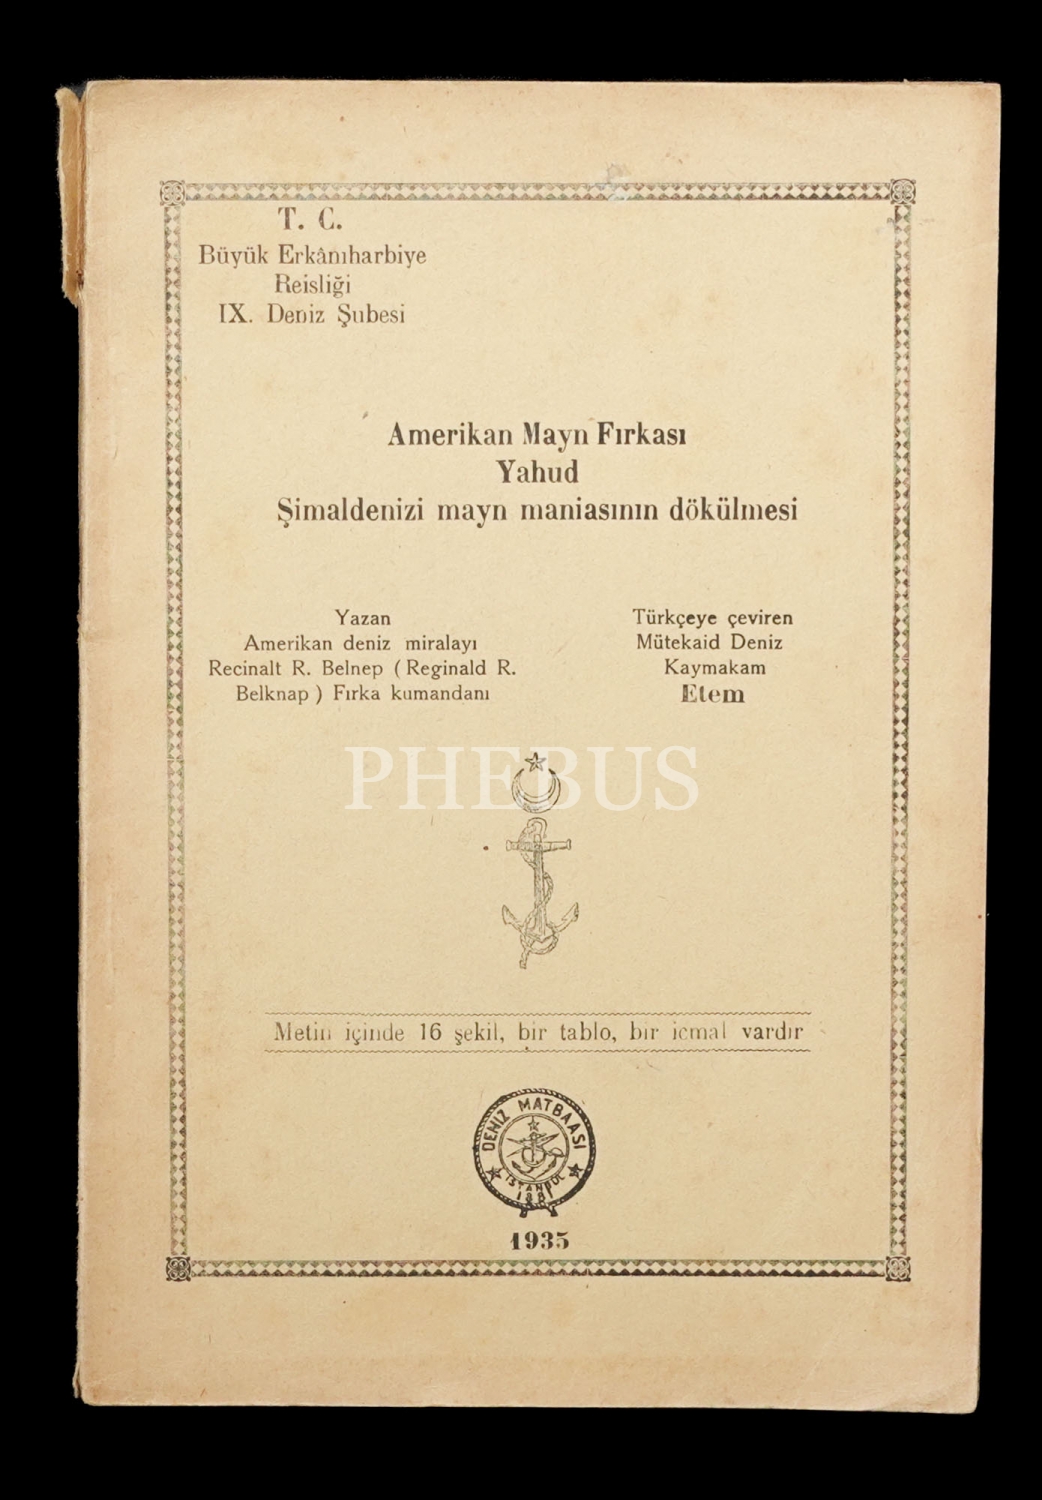 T. C.
Büyük Erkânıharbiye
Reisliği
IX. Deniz Şubesi
Amerikan Mayn Fırkası
Yahud
Şimaldenizi mayn maniasının dökülmesi
Yazan
Amerikan deniz miralayı
Recinalt R. Belnep ( Reginald R.
Belknap ) Fırka kumandanı
Türkçeye çeviren
Mütekaid Deniz
Kaymakam
Etem
PHEBUS
Metin içinde 16 şekil, bir tablo, bir icmal vardır
DENİZ MATBAASI
İSTANBUL
1935